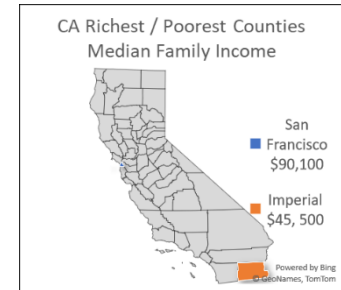 CA Richest / Poorest Counties
Median Family Income
San
Francisco
$90,100
Imperial
$45, 500
Powered by Bing
© GeoNames, TomTom